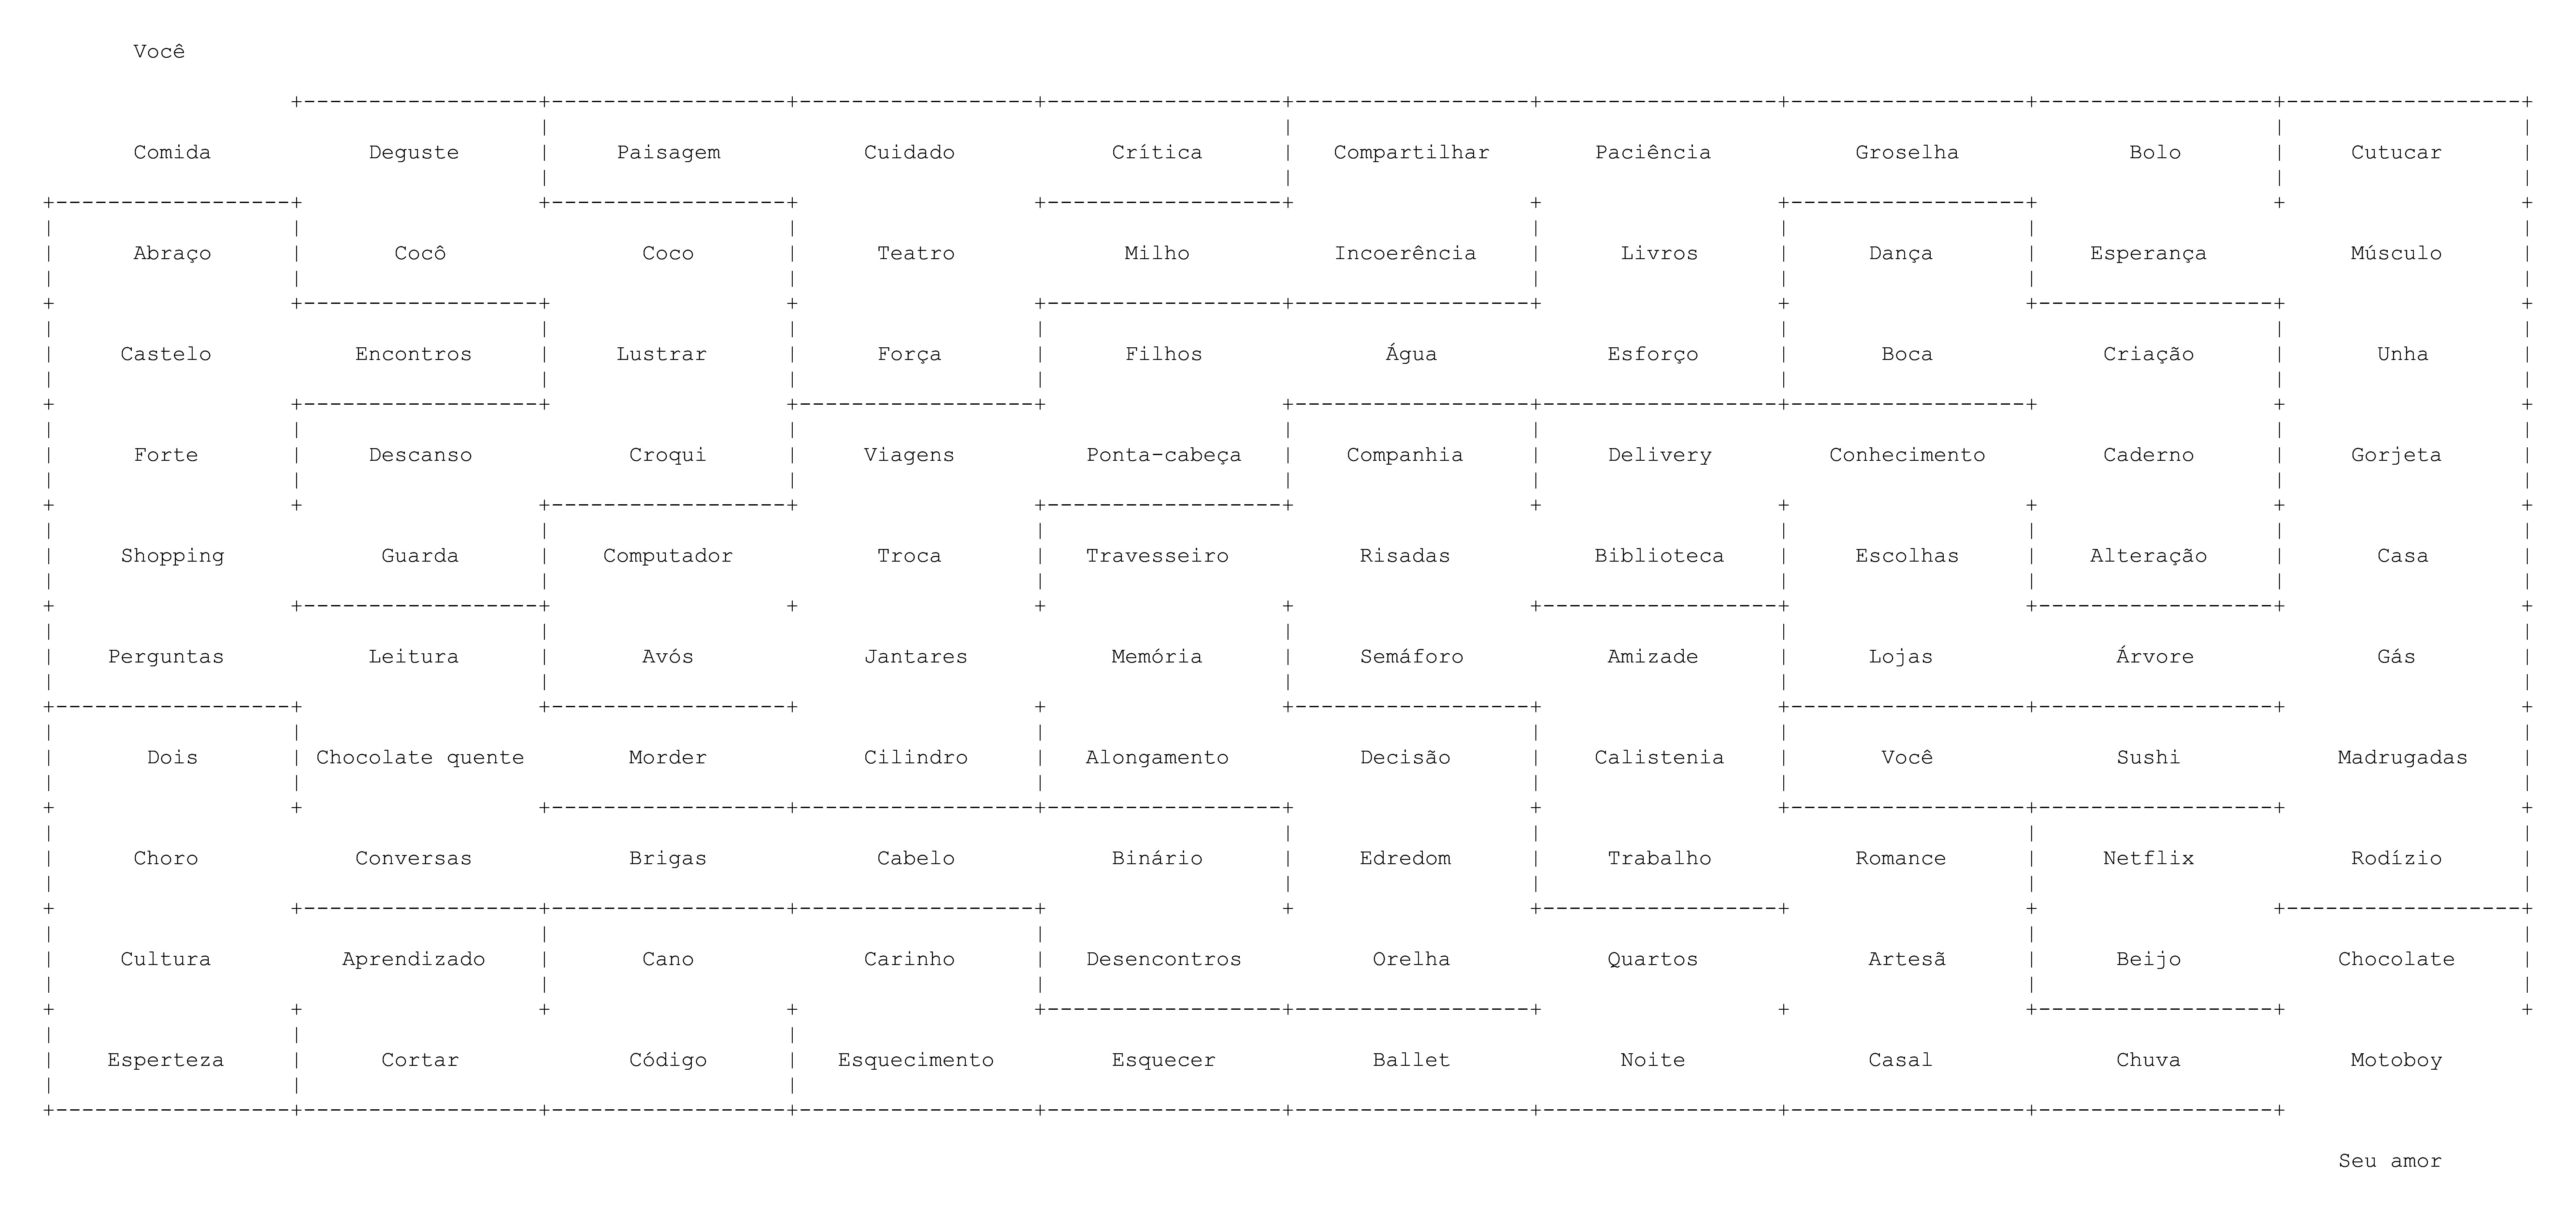 Você
Comida Deguste Paisagem Cuidado Crítica Compartilhar Paciência Groselha Bolo Cutucar
Abraço Cocô Coco Teatro Milho Incoerência Livros Dança Esperança Músculo
Castelo Encontros Lustrar Força Filhos Água Esforço Boca Criação Unha
Forte Descanso Croqui Viagens Ponta-cabeça Companhia Delivery Conhecimento Caderno Gorjeta
Shopping Guarda Computador Troca Travesseiro Risadas Biblioteca Escolhas Alteração Casa
Perguntas Leitura Avós Jantares Memória Semáforo Amizade Lojas Árvore Gás
Dois Chocolate quente Morder Cilindro Alongamento Decisão Calistenia Você Sushi Madrugadas
Choro Conversas Brigas Cabelo Binário Edredom Trabalho Romance Netflix Rodízio
Cultura Aprendizado Cano Carinho Desencontros Orelha Quartos Artesã Beijo Chocolate
Esperteza Cortar Código Esquecimento Esquecer Ballet Noite Casal Chuva Motoboy
Seu amor